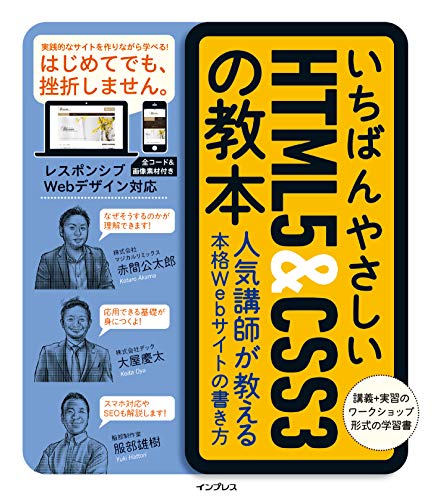 実践的なサイトを作りながら学べる!
はじめてでも、
挫折しません。
全コード&
画像素材付き
レスポンシブ
Webデザイン対応
なぜそうするのかが
理解できます!
株式会社
マジカルリミックス
赤間公太郎
Kotaro Akama
応用できる基礎が
身につくよ!
株式会社デック
大屋慶太
Keita Oya
スマホ対応や
SEOも解説します!
服部制作室
服部雄樹
Yuki Hattori
いちばんやさしい
HTML5&CSS3
の教本
人気講師が教える
本格Webサイトの書き方
講義+実習の
ワークショップ
形式の学習書
インプレス